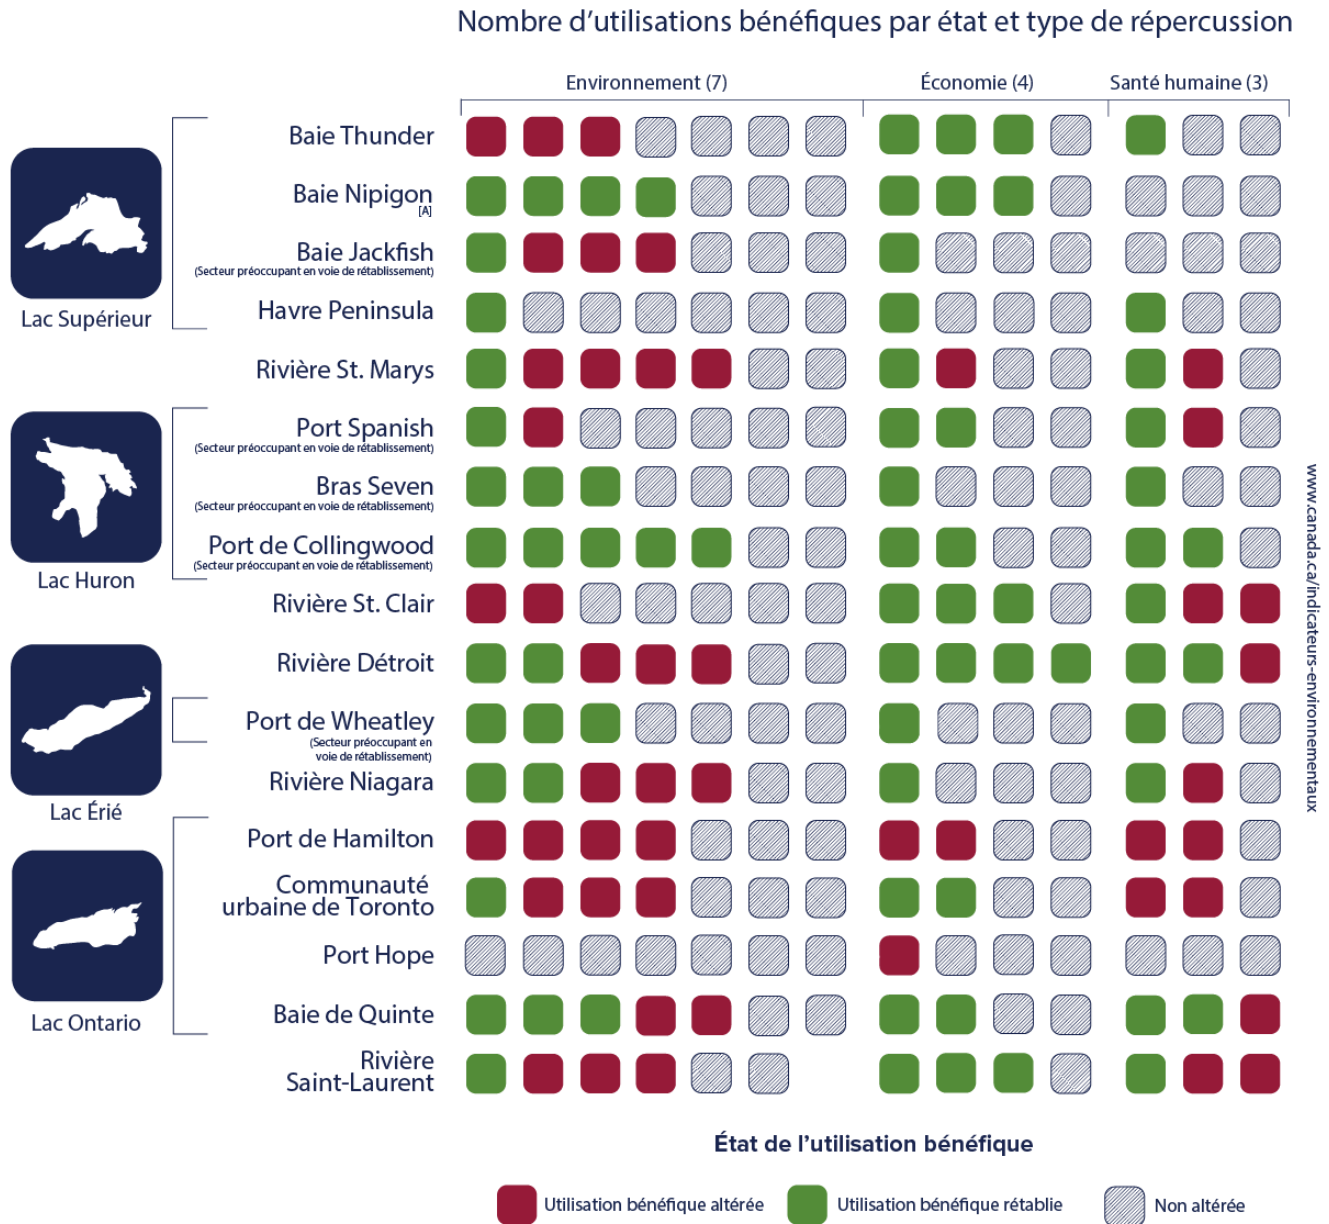 Nombre d’utilisations bénéfiques par état et type de répercussion
Environnement (7)
Économie (4)
Santé humaine (3)
Baie Thunder
Baie Nipigon
[A]
Baie Jackfish
(Secteur préoccupant en voie de rétablissement)
Havre Peninsula
Lac Supérieur
Rivière St. Marys
Port Spanish
(Secteur préoccupant en voie de rétablissement)
Bras Seven
(Secteur préoccupant en voie de rétablissement)
Port de Collingwood
(Secteur préoccupant en voie de rétablissement)
Lac Huron
Rivière St. Clair
Rivière Détroit
Port de Wheatley
(Secteur préoccupant en
voie de rétablissement)
Rivière Niagara
Lac Érié
Port de Hamilton
Communauté
urbaine de Toronto
Port Hope
Baie de Quinte
Lac Ontario
Rivière
Saint-Laurent
www.canada.ca/indicateurs-environnementaux
État de l’utilisation bénéfique
Utilisation bénéfique altérée
Utilisation bénéfique rétablie
Non altérée